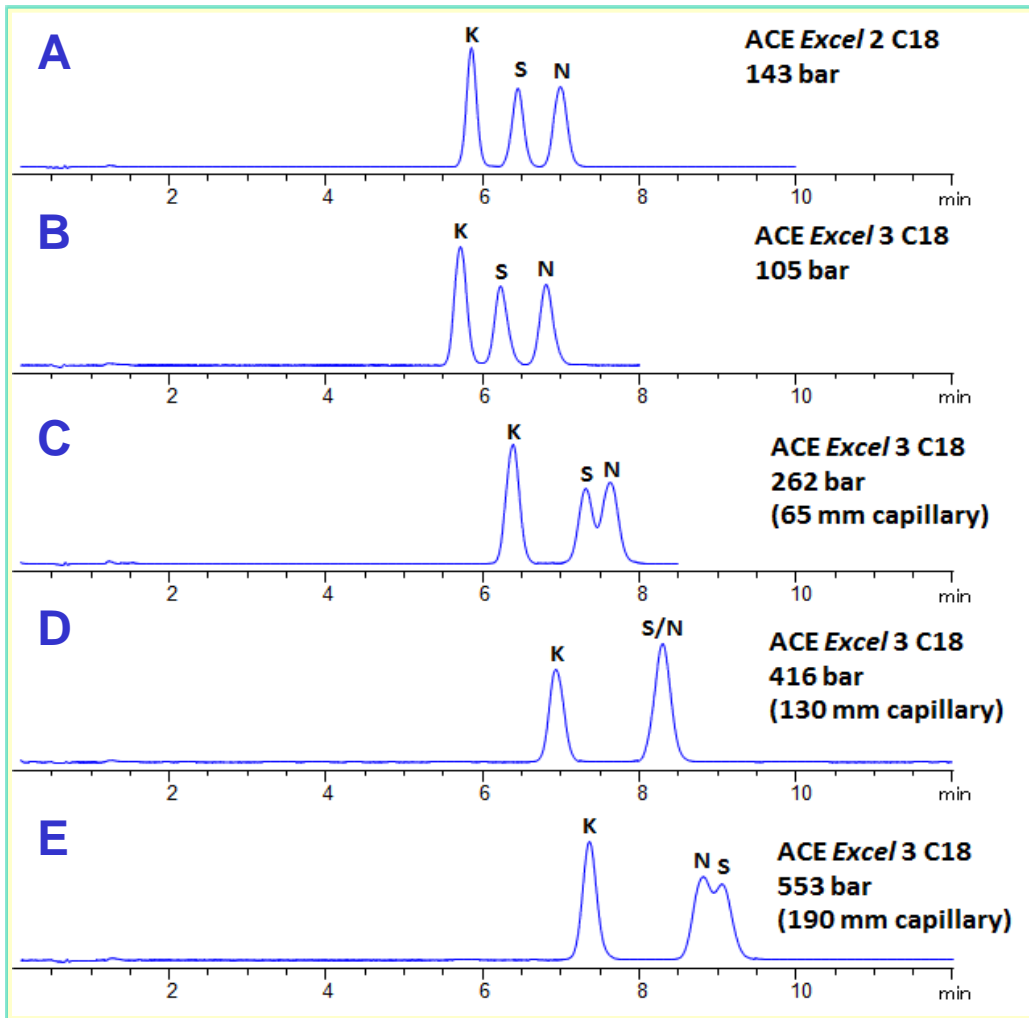 A
K
S
N
ACE Excel 2 C18
143 bar
2 4 6 8 10 min
B
K
S
N
ACE Excel 3 C18
105 bar
2 4 6 8 10 min
C
K
S
N
ACE Excel 3 C18
262 bar
(65 mm capillary)
2 4 6 8 10 min
D
K
S/N
ACE Excel 3 C18
416 bar
(130 mm capillary)
2 4 6 8 10 min
E
K
N
S
ACE Excel 3 C18
553 bar
(190 mm capillary)
2 4 6 8 10 min